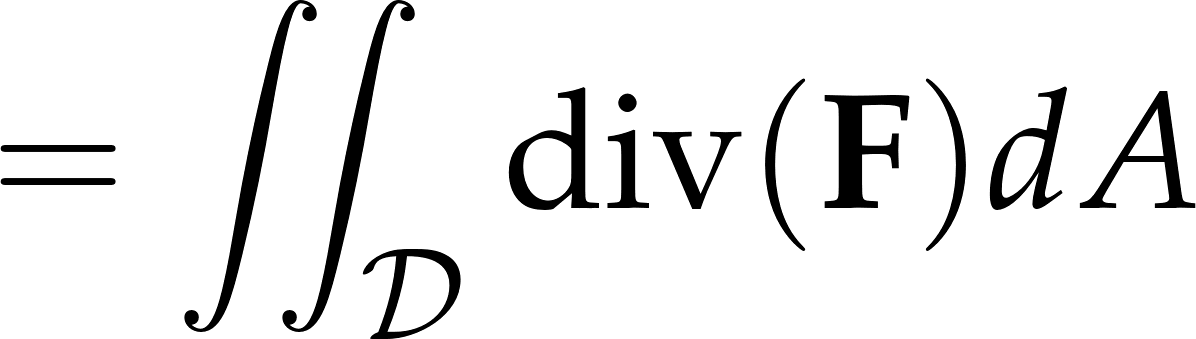 = ∬_𝒟 div(𝐅)dA